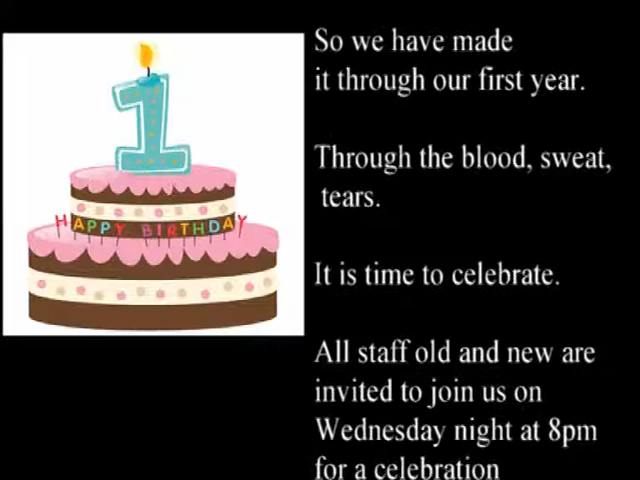 1
HAPPY BIRTHDAY
So we have made
it through our first year.
Through the blood, sweat,
tears.
It is time to celebrate.
All staff old and new are
invited to join us on
Wednesday night at 8pm
for a celebration